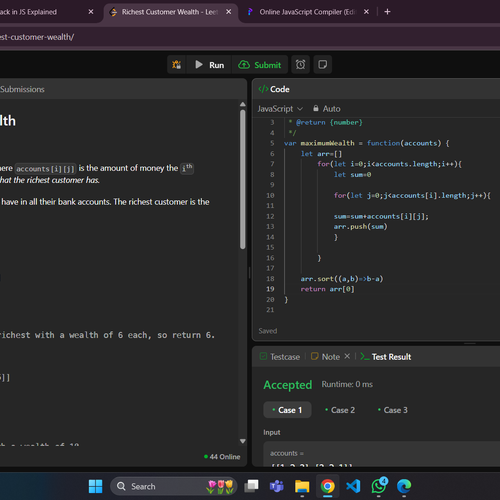 ack in JS Explained
Richest Customer Wealth - Lee
Online JavaScript Compiler (Edi
est-customer-wealth/
Run
Submit
Submissions
Code
JavaScript
Auto
lth
here accounts[i][j] is the amount of money the ith
that the richest customer has.
have in all their bank accounts. The richest customer is the
richest with a wealth of 6 each, so return 6.
]]
44 Online
3 * @return {number}
4 */
5 var maximumWealth = function(accounts) {
6 let arr=[]
7 for(let i=0;i<accounts.length;i++){
8 let sum=0
9
10 for(let j=0;j<accounts[i].length;j++){
11
12 sum=sum+accounts[i][j];
13 arr.push(sum)
14 }
15
16 }
17
18 arr.sort((a,b)=>b-a)
19 return arr[0]
20 }
21
Saved
Testcase
Note
Test Result
Accepted
Runtime: 0 ms
Case 1
Case 2
Case 3
Input
accounts =
Search
4